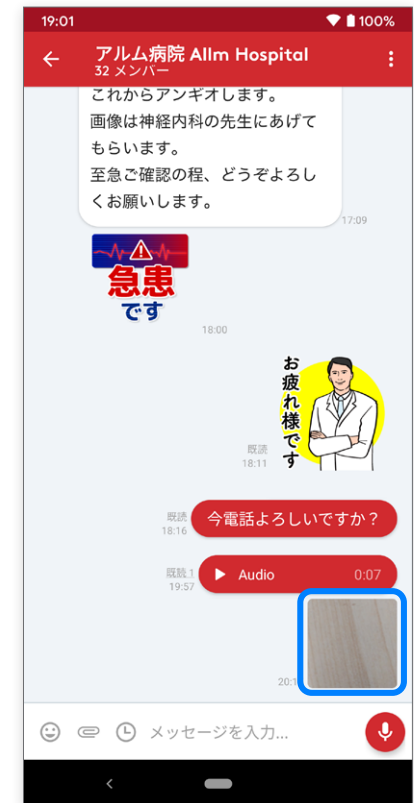 19:01
100%
アルム病院 Allm Hospital
32 メンバー
これからアンギオします。
画像は神経内科の先生にあげて
もらいます。
至急ご確認の程、どうぞよろし
くお願いします。
17:09
急患
です
18:00
お疲れ様です
既読
18:11
既読
18:16
今電話よろしいですか？
既読 1
19:57
Audio
0:07
メッセージを入力...